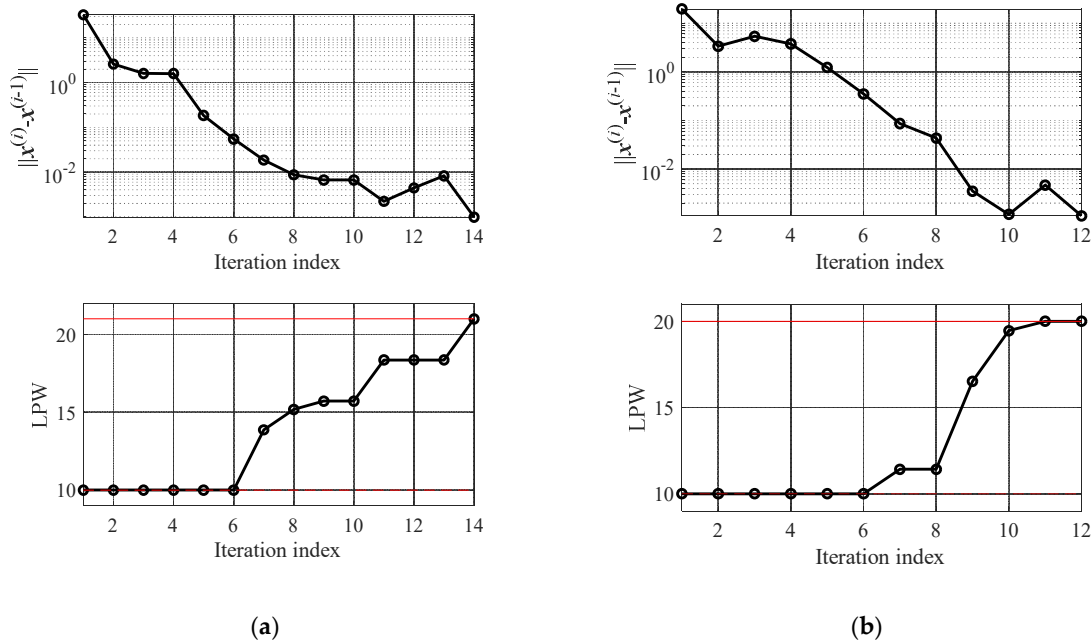 ||x^(i)-x^(i-1)||
10^0
10^-2
2 4 6 8 10 12 14
Iteration index
LPW
20
15
10
2 4 6 8 10 12 14
Iteration index
(a)
||x^(i)-x^(i-1)||
10^0
10^-2
2 4 6 8 10 12
Iteration index
LPW
20
15
10
2 4 6 8 10 12
Iteration index
(b)